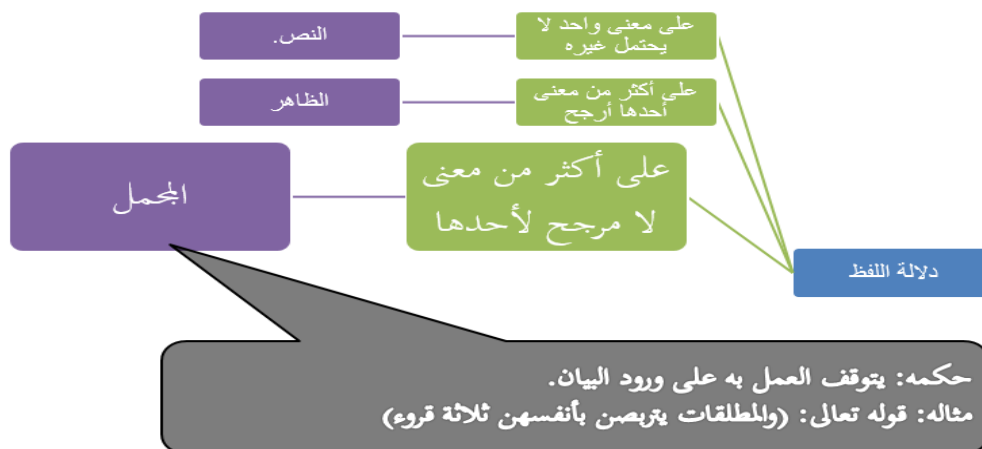 دلالة اللفظ
على معنى واحد لا
يحتمل غيره
النص.
على أكثر من معنى
أحدها أرجح
الظاهر
على أكثر من معنى
لا مرجح لأحدها
المجمل
حكمه: يتوقف العمل به على ورود البيان.
مثاله: قوله تعالى: (والمطلقات يتربصن بأنفسهن ثلاثة قروء)